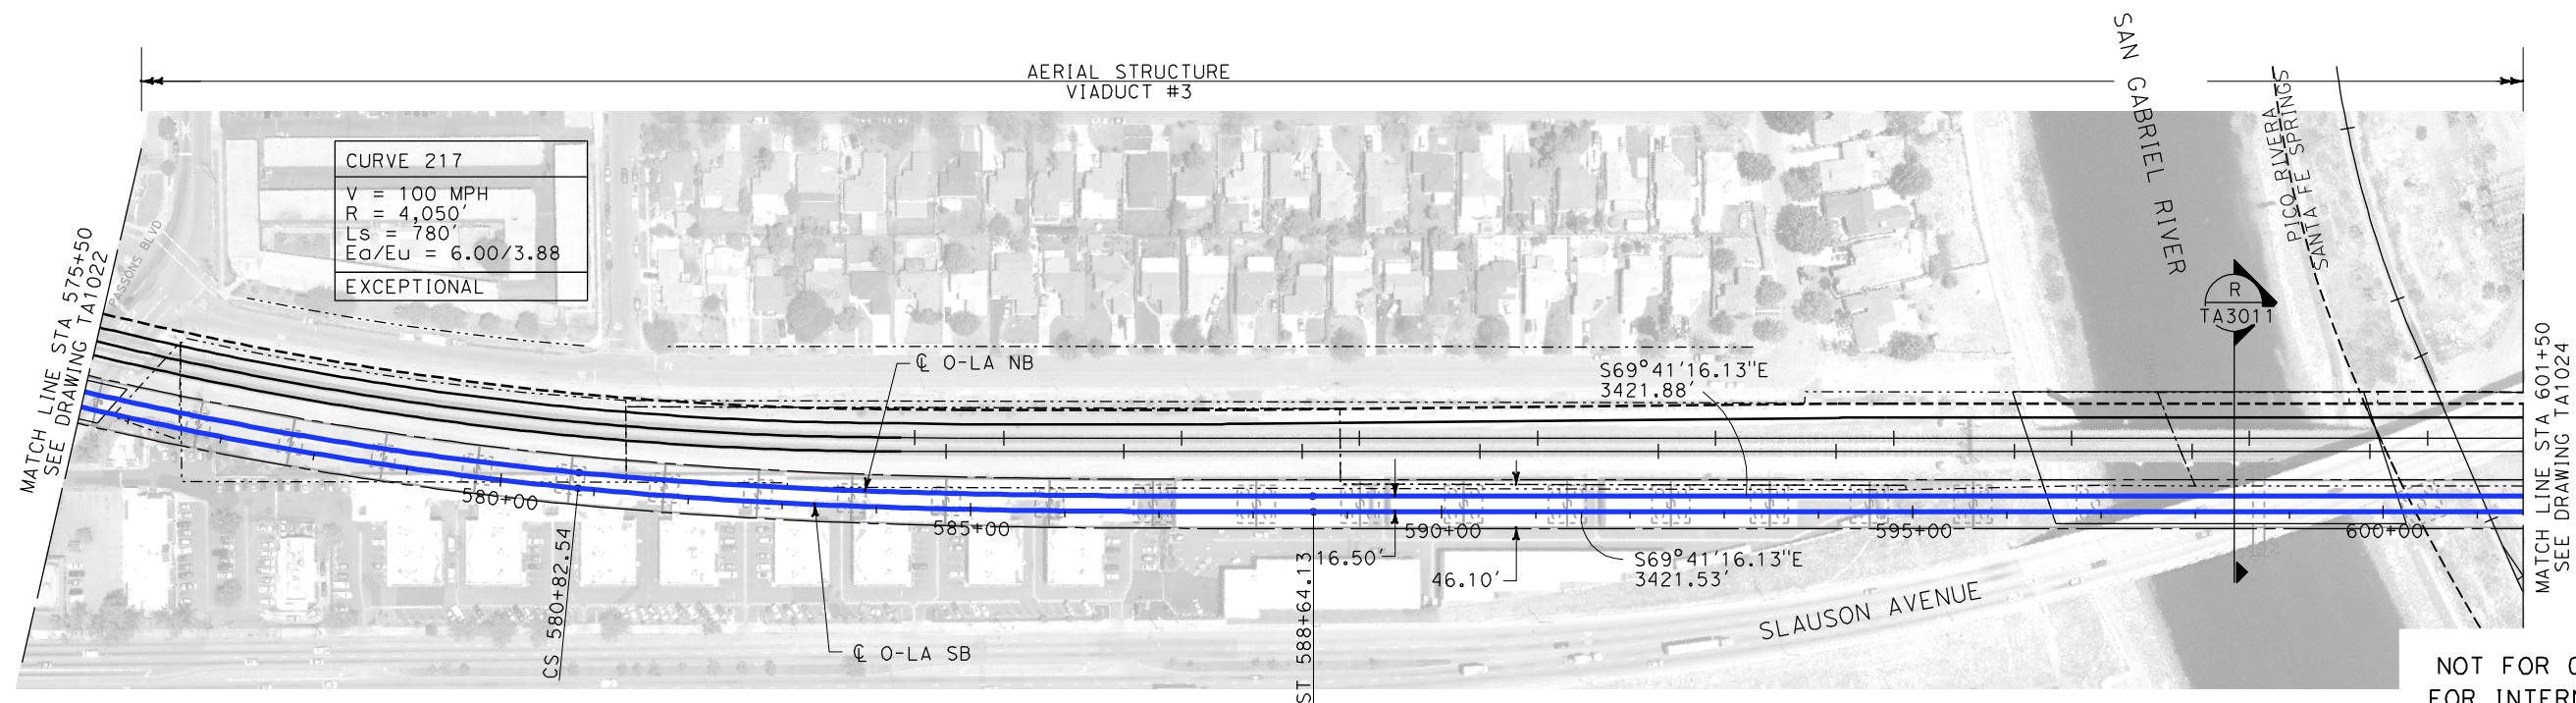 AERIAL STRUCTURE
VIADUCT #3
SAN GABRIEL RIVER
PICO RIVERA
SANTA FE SPRINGS
CURVE 217
V = 100 MPH
R = 4,050'
Ls = 780'
Ea/Eu = 6.00/3.88
EXCEPTIONAL
PASSONS BLVD
MATCH LINE STA 575+50
SEE DRAWING TA1022
R
TA3011
℄ O-LA NB
S69°41'16.13"E
3421.88'
MATCH LINE STA 601+50
SEE DRAWING TA1024
580+00
585+00
590+00
595+00
600+00
CS 580+82.54
ST 588+64.13
16.50'
46.10'
S69°41'16.13"E
3421.53'
SLAUSON AVENUE
℄ O-LA SB
NOT FOR
FOR INTERN